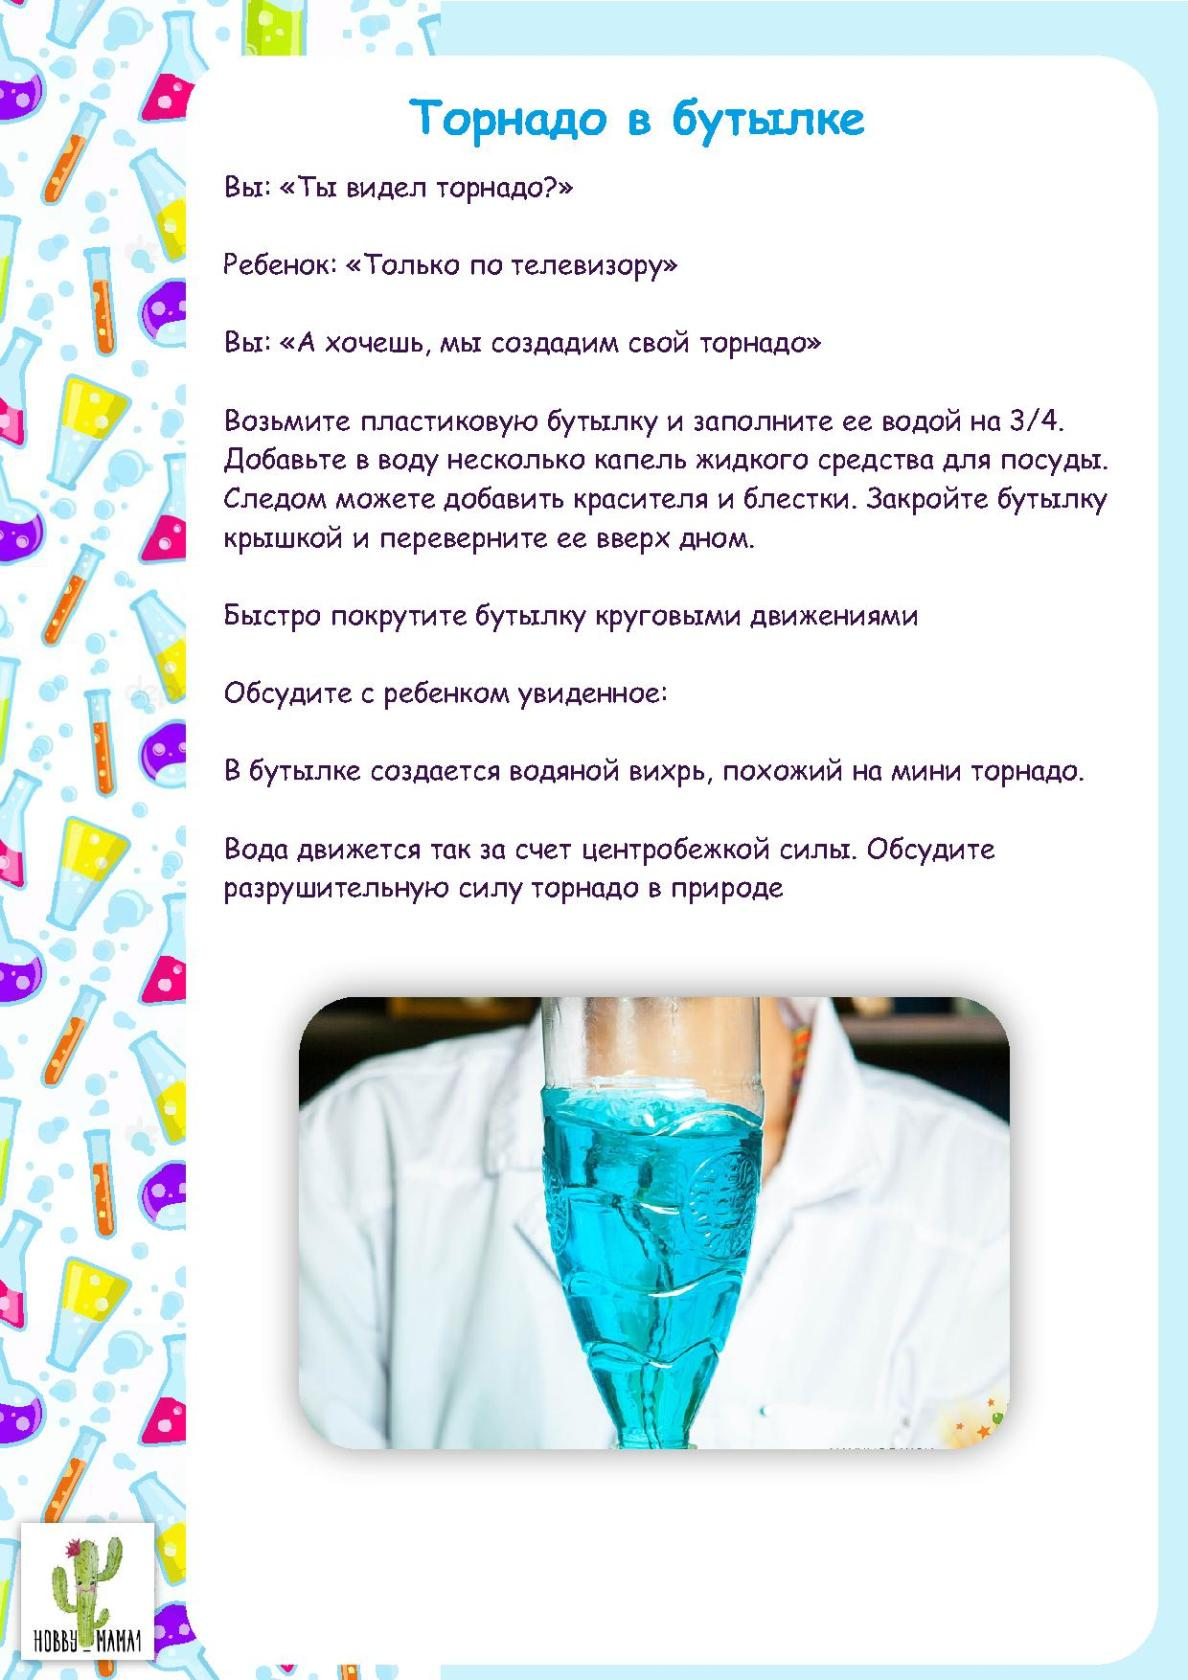 Торнадо в бутылке
Вы: «Ты видел торнадо?»
Ребенок: «Только по телевизору»
Вы: «А хочешь, мы создадим свой торнадо»
Возьмите пластиковую бутылку и заполните ее водой на 3/4.
Добавьте в воду несколько капель жидкого средства для посуды.
Следом можете добавить красителя и блестки. Закройте бутылку
крышкой и переверните ее вверх дном.
Быстро покрутите бутылку круговыми движениями
Обсудите с ребенком увиденное:
В бутылке создается водяной вихрь, похожий на мини торнадо.
Вода движется так за счет центробежкой силы. Обсудите
разрушительную силу торнадо в природе
HOBBY_MAMA1